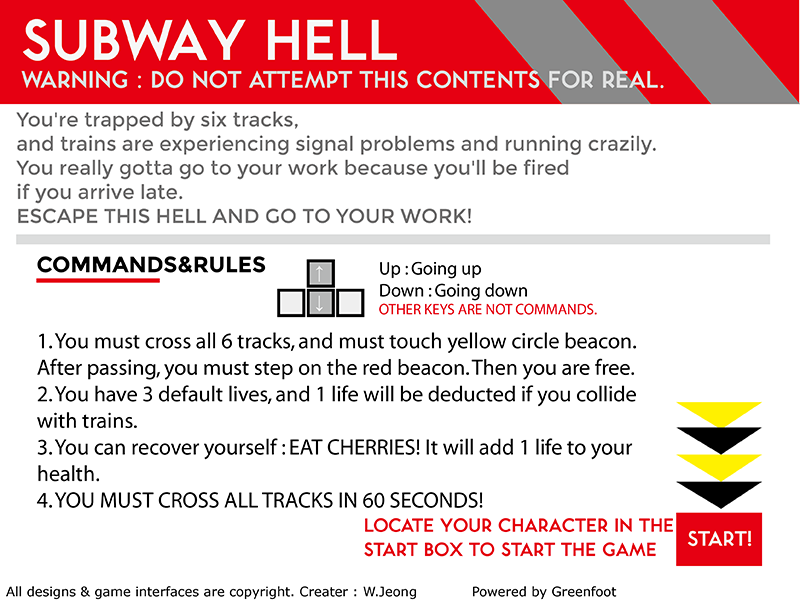 SUBWAY HELL
WARNING : DO NOT ATTEMPT THIS CONTENTS FOR REAL.
You're trapped by six tracks,
and trains are experiencing signal problems and running crazily.
You really gotta go to your work because you'll be fired
if you arrive late.
ESCAPE THIS HELL AND GO TO YOUR WORK!
COMMANDS&RULES
↑
↓
Up : Going up
Down : Going down
OTHER KEYS ARE NOT COMMANDS.
1. You must cross all 6 tracks, and must touch yellow circle beacon.
After passing, you must step on the red beacon. Then you are free.
2. You have 3 default lives, and 1 life will be deducted if you collide
with trains.
3. You can recover yourself : EAT CHERRIES! It will add 1 life to your
health.
4. YOU MUST CROSS ALL TRACKS IN 60 SECONDS!
LOCATE YOUR CHARACTER IN THE
START BOX TO START THE GAME
START!
All designs & game interfaces are copyright. Creater : W.Jeong
Powered by Greenfoot